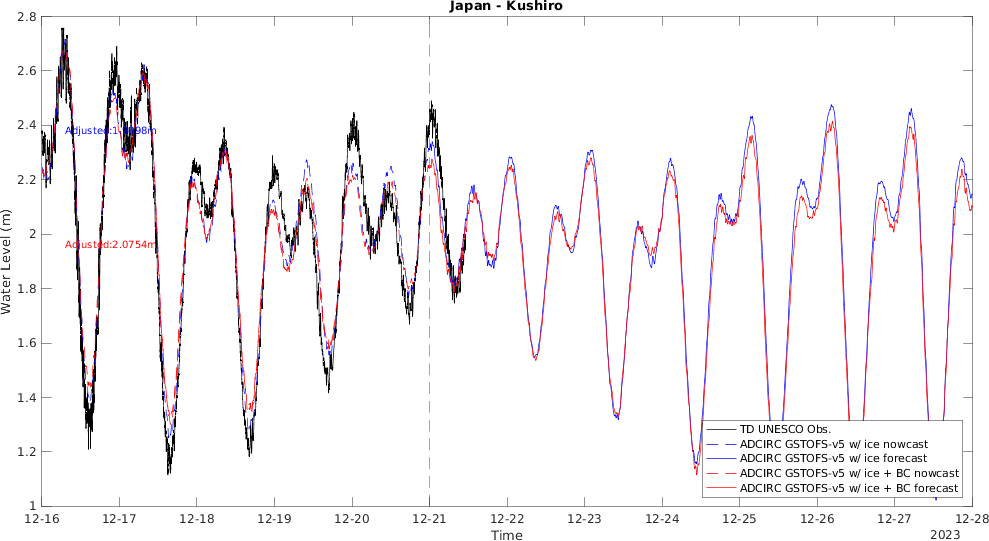 Japan - Kushiro
Water Level (m)
2.8
2.6
2.4
2.2
2
1.8
1.6
1.4
1.2
1
Adjusted:2.0754m
TD UNESCO Obs.
ADCIRC GSTOFS-v5 w/ ice nowcast
ADCIRC GSTOFS-v5 w/ ice forecast
ADCIRC GSTOFS-v5 w/ ice + BC nowcast
ADCIRC GSTOFS-v5 w/ ice + BC forecast
12-16 12-17 12-18 12-19 12-20 12-21 12-22 12-23 12-24 12-25 12-26 12-27 12-28
Time
2023